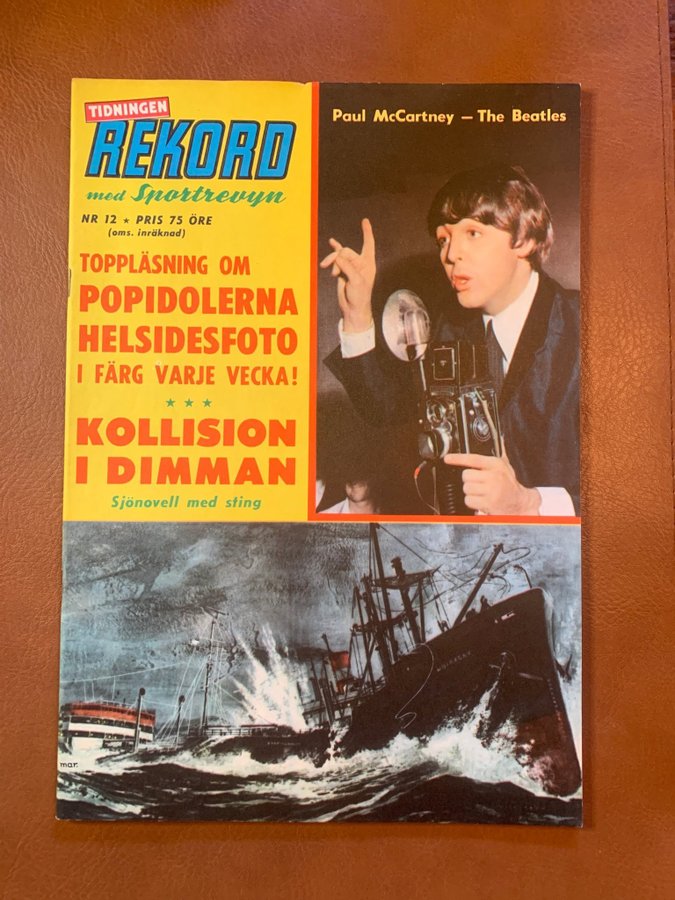 TIDNINGEN
REKORD
med Sportrevyn
NR 12 ★ PRIS 75 ÖRE
(oms. inräknad)
TOPPLÄSNING OM
POPIDOLERNA
HELSIDESFOTO
I FÄRG VARJE VECKA!
★ ★ ★
KOLLISION
I DIMMAN
Sjönovell med sting
Paul McCartney – The Beatles
mar.